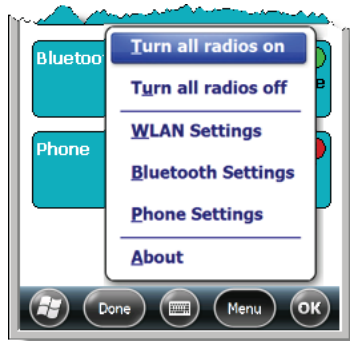 Turn all radios on
Bluetoo
Turn all radios off
e
WLAN Settings
Phone
Bluetooth Settings
Phone Settings
About
Done
Menu
OK